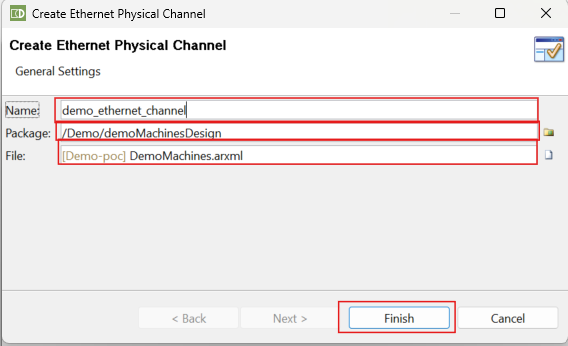 Create Ethernet Physical Channel
Create Ethernet Physical Channel
General Settings
Name: demo_ethernet_channel
Package: /Demo/demoMachinesDesign
File: [Demo-poc] DemoMachines.arxml
< Back Next > Finish Cancel